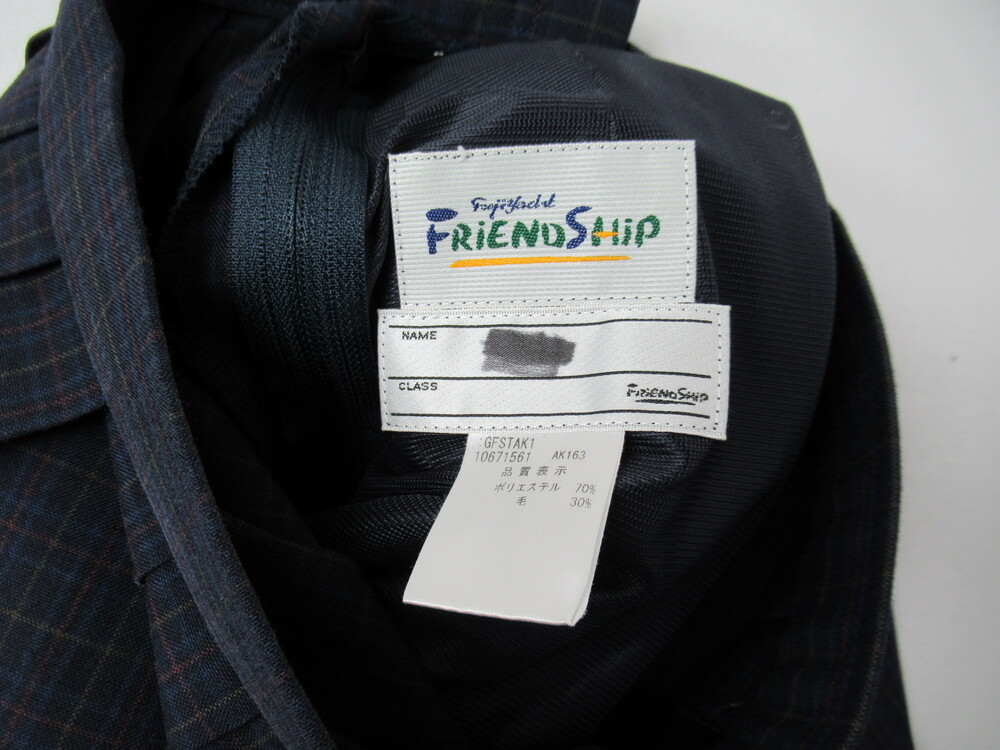 FujiYacht
FRiENDSHiP
NAME
CLASS
FRiENDSHiP
GFSTAK1
10671561 AK163
品質表示
ポリエステル 70%
毛 30%